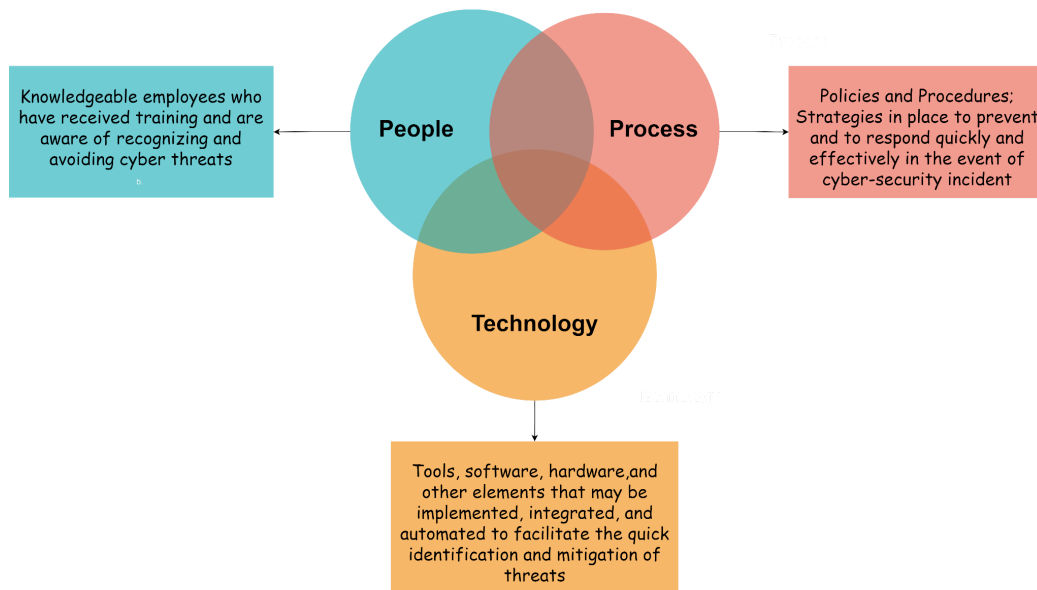 People
Process
Technology
Knowledgeable employees who
have received training and are
aware of recognizing and
avoiding cyber threats
Policies and Procedures;
Strategies in place to prevent
and to respond quickly and
effectively in the event of
cyber-security incident
Tools, software, hardware,and
other elements that may be
implemented, integrated, and
automated to facilitate the quick
identification and mitigation of
threats